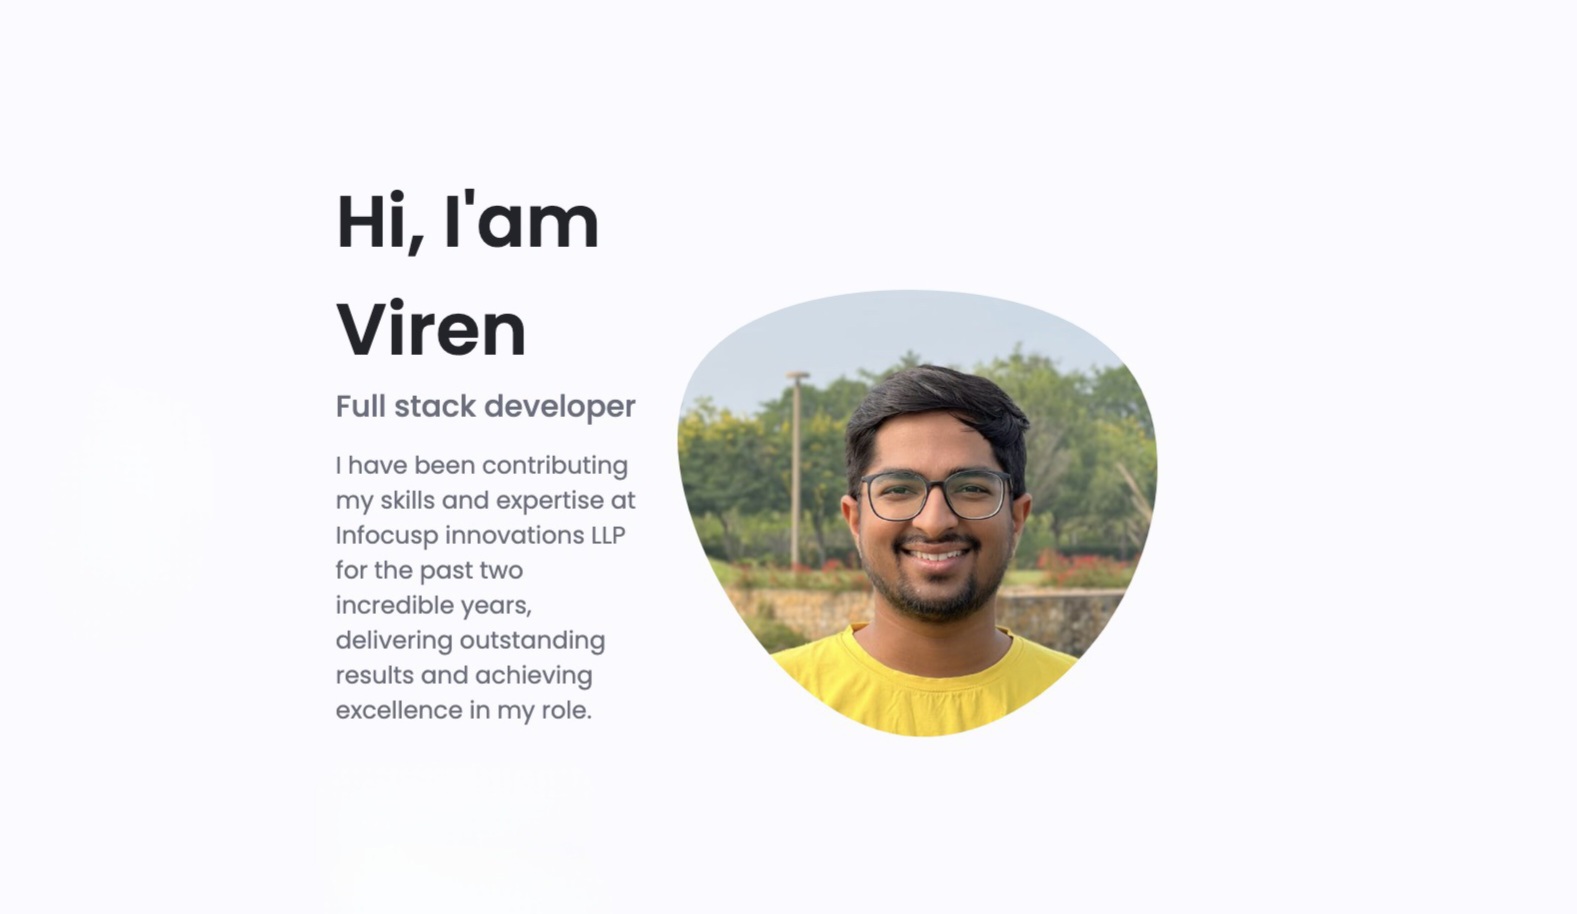 Hi, I'am
Viren
Full stack developer
I have been contributing
my skills and expertise at
Infocusp innovations LLP
for the past two
incredible years,
delivering outstanding
results and achieving
excellence in my role.